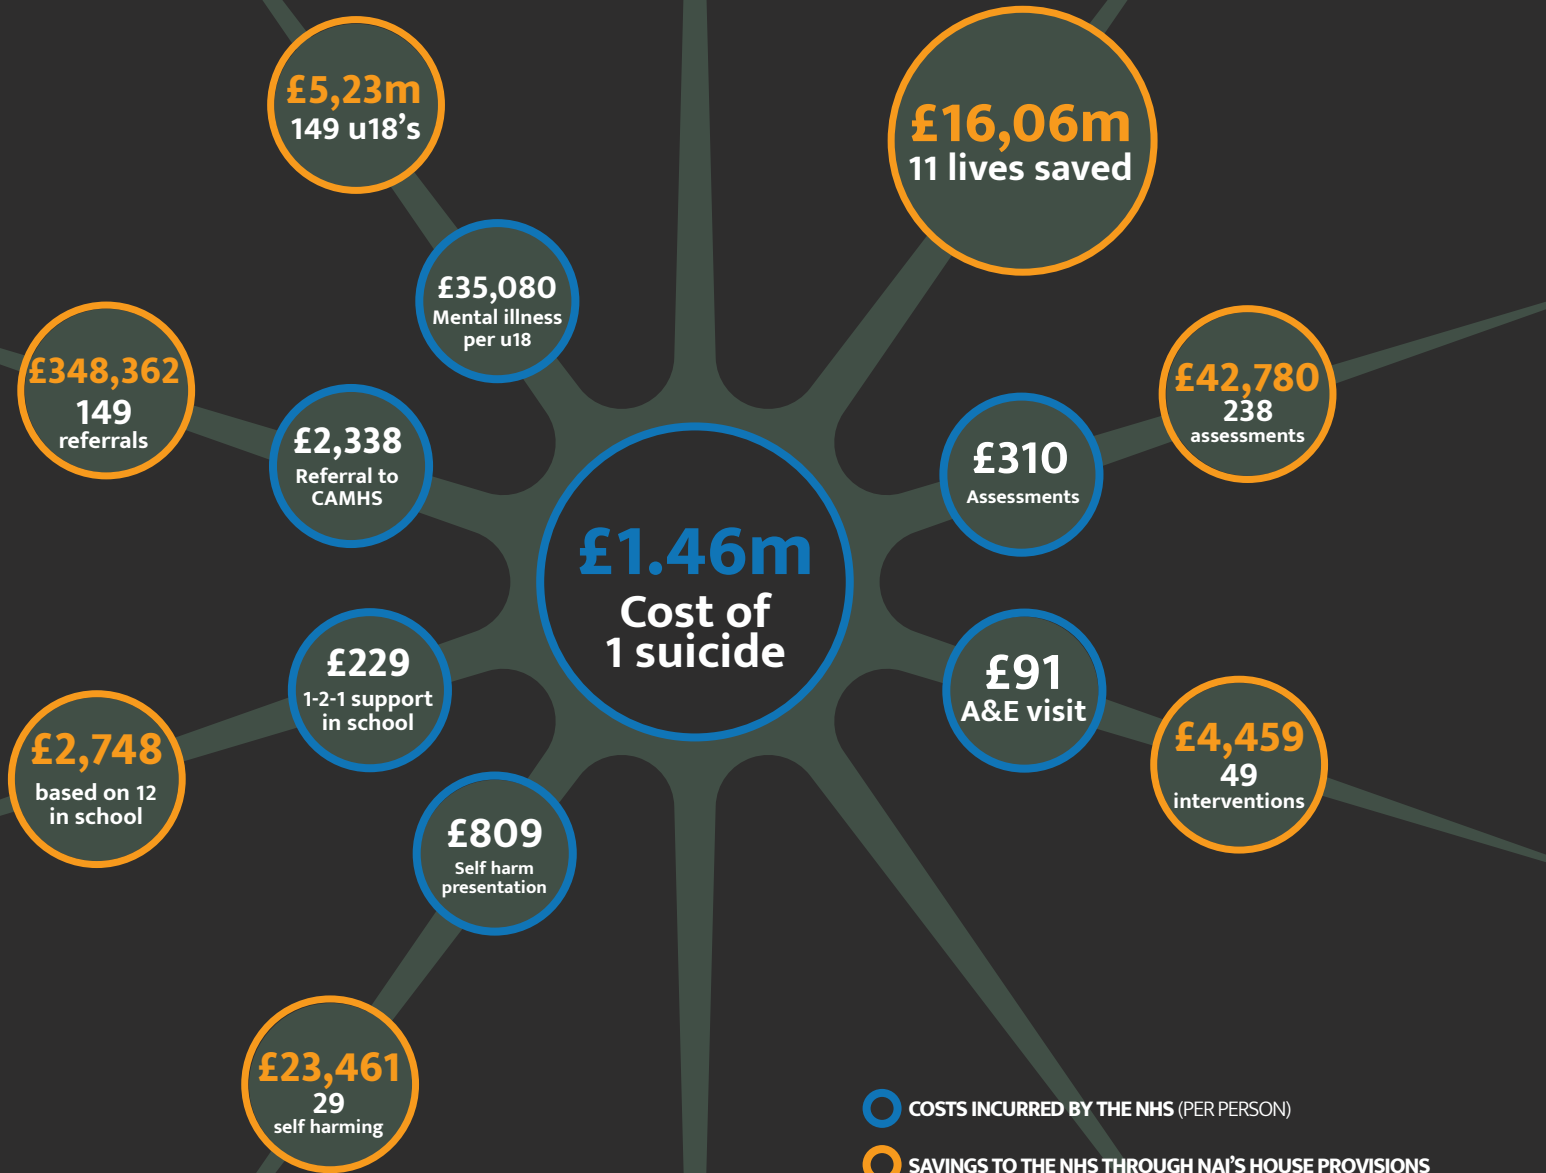 £5,23m
149 u18’s
£16,06m
11 lives saved
£35,080
Mental illness
per u18
£348,362
149
referrals
£2,338
Referral to
CAMHS
£310
Assessments
£42,780
238
assessments
£1.46m
Cost of
1 suicide
£229
1-2-1 support
in school
£91
A&E visit
£2,748
based on 12
in school
£4,459
49
interventions
£809
Self harm
presentation
£23,461
29
self harming
COSTS INCURRED BY THE NHS (PER PERSON)
SAVINGS TO THE NHS THROUGH NAI’S HOUSE PROVISIONS